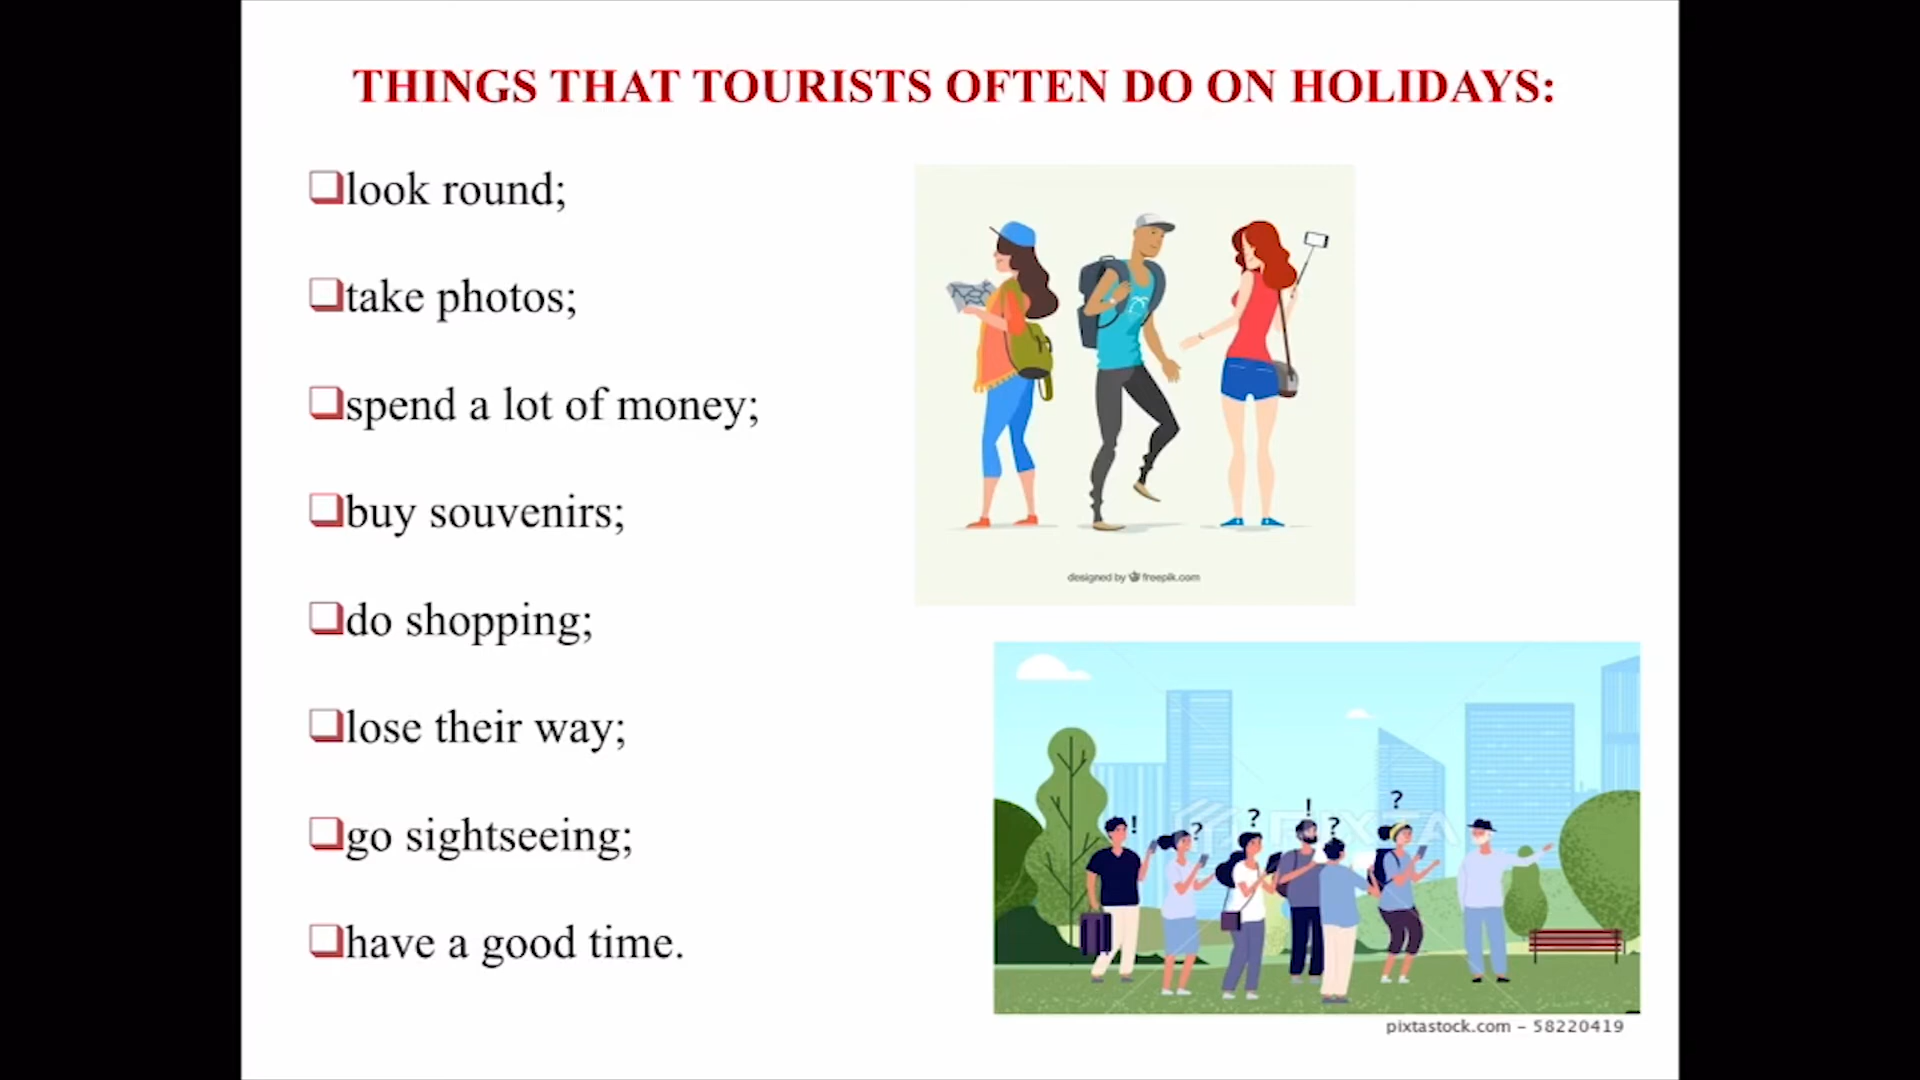 THINGS THAT TOURISTS OFTEN DO ON HOLIDAYS:
look round;
take photos;
spend a lot of money;
buy souvenirs;
do shopping;
lose their way;
go sightseeing;
have a good time.
designed by freepik.com
! ? ? ! ? ?
PIXTA
pixtastock.com - 58220419